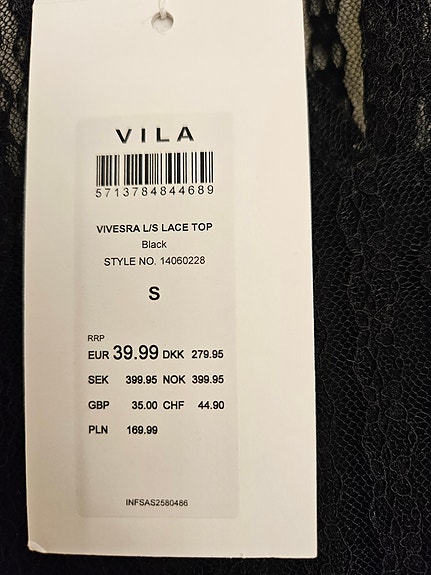 VILA
5713784844689
VIVESRA L/S LACE TOP
Black
STYLE NO. 14060228
S
RRP
EUR 39.99 DKK 279.95
SEK 399.95 NOK 399.95
GBP 35.00 CHF 44.90
PLN 169.99
INFSAS2580486